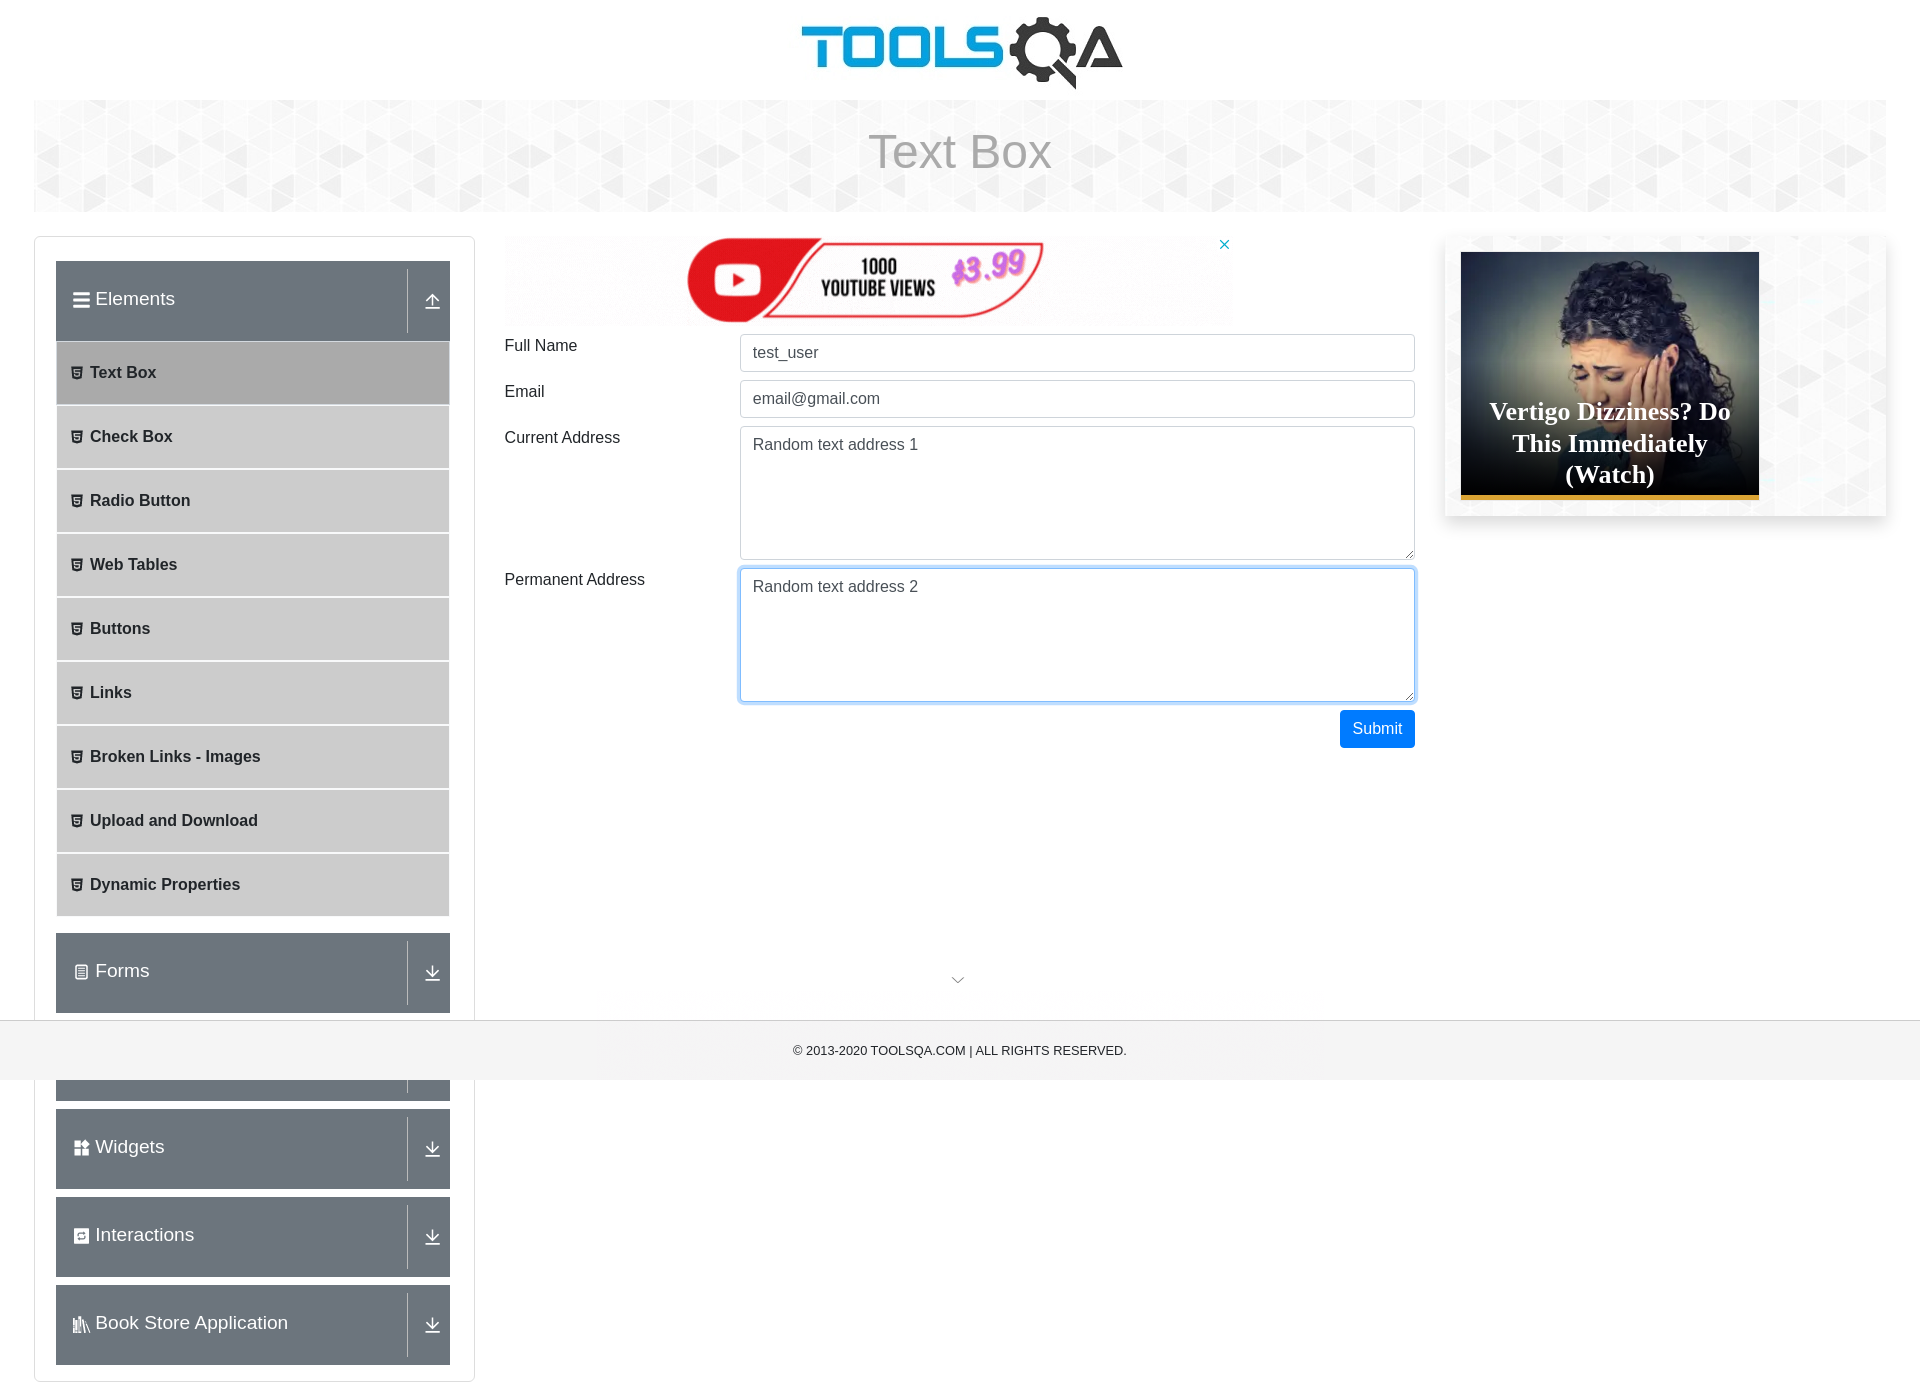 TOOLSQA
Text Box
Elements
Text Box
Check Box
Radio Button
Web Tables
Buttons
Links
Broken Links - Images
Upload and Download
Dynamic Properties
Forms
Widgets
Interactions
Book Store Application
1000
YOUTUBE VIEWS
$3.99
Full Name
test_user
Email
email@gmail.com
Current Address
Random text address 1
Permanent Address
Random text address 2
Submit
Vertigo Dizziness? Do
This Immediately
(Watch)
© 2013-2020 TOOLSQA.COM | ALL RIGHTS RESERVED.